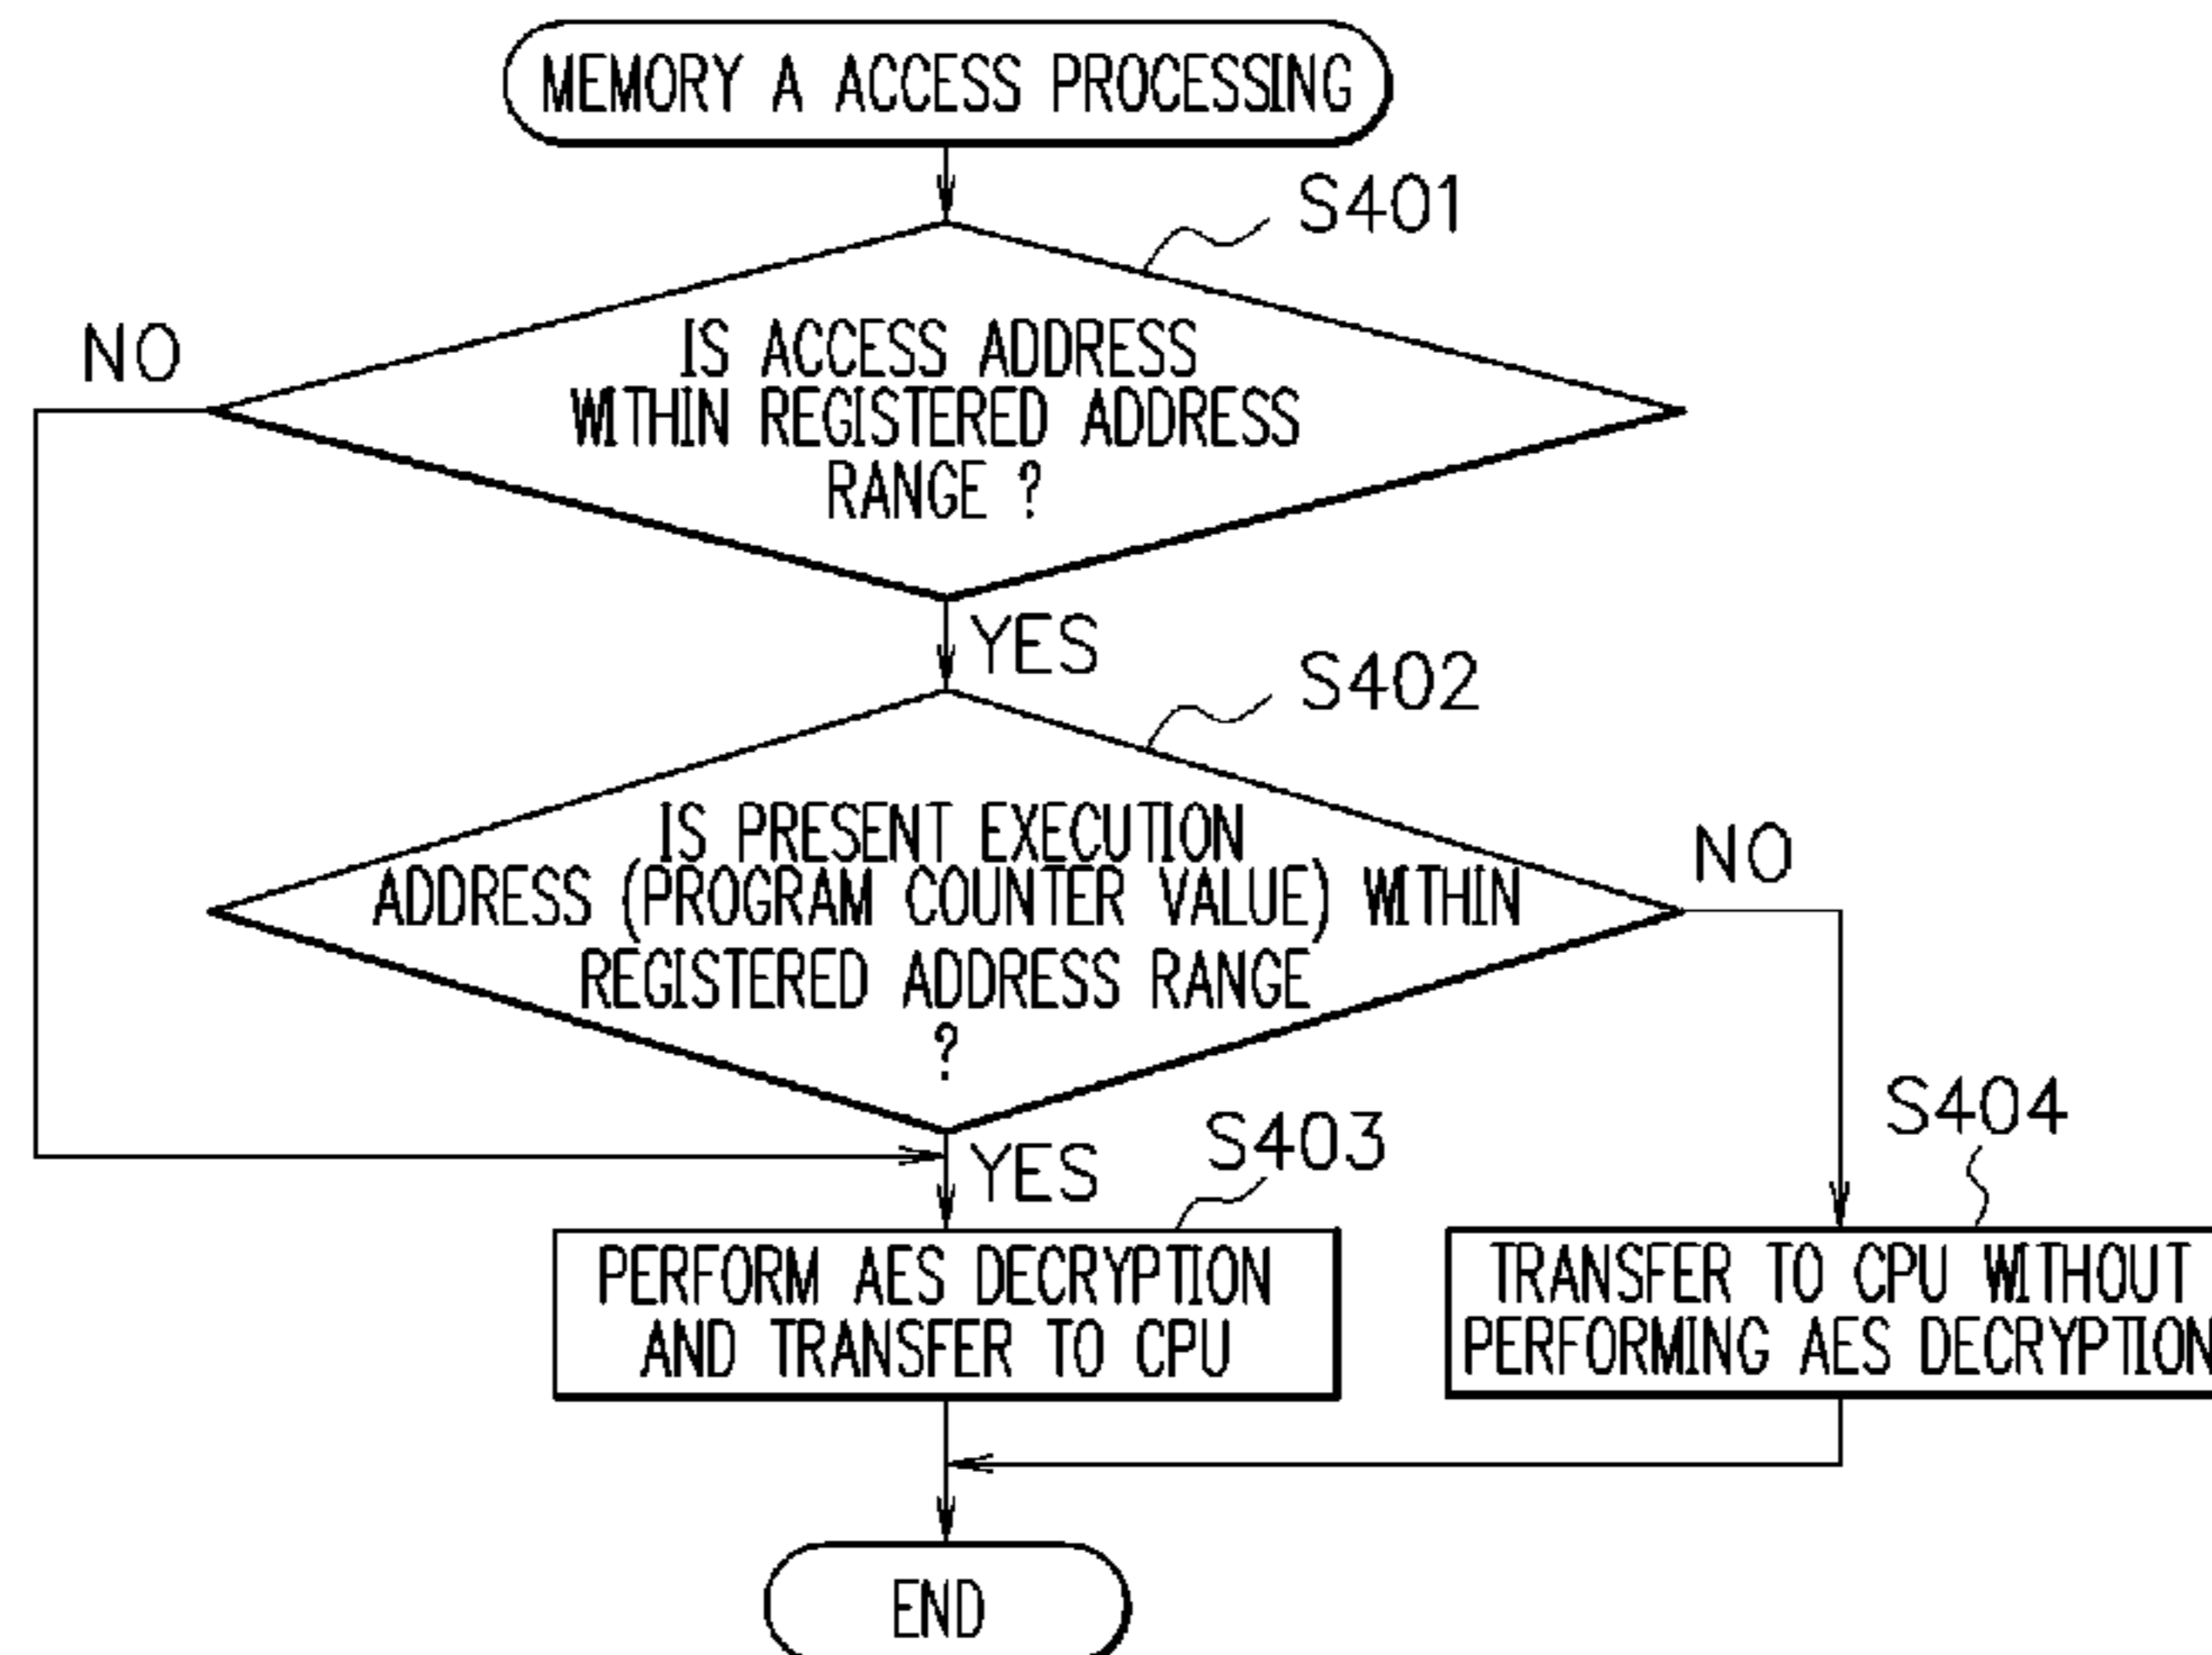 MEMORY A ACCESS PROCESSING
S401
IS ACCESS ADDRESS
WITHIN REGISTERED ADDRESS
RANGE ?
NO
YES
S402
IS PRESENT EXECUTION
ADDRESS (PROGRAM COUNTER VALUE) WITHIN
REGISTERED ADDRESS RANGE
?
NO
YES
S403
PERFORM AES DECRYPTION
AND TRANSFER TO CPU
S404
TRANSFER TO CPU WITHOUT
PERFORMING AES DECRYPTION
END